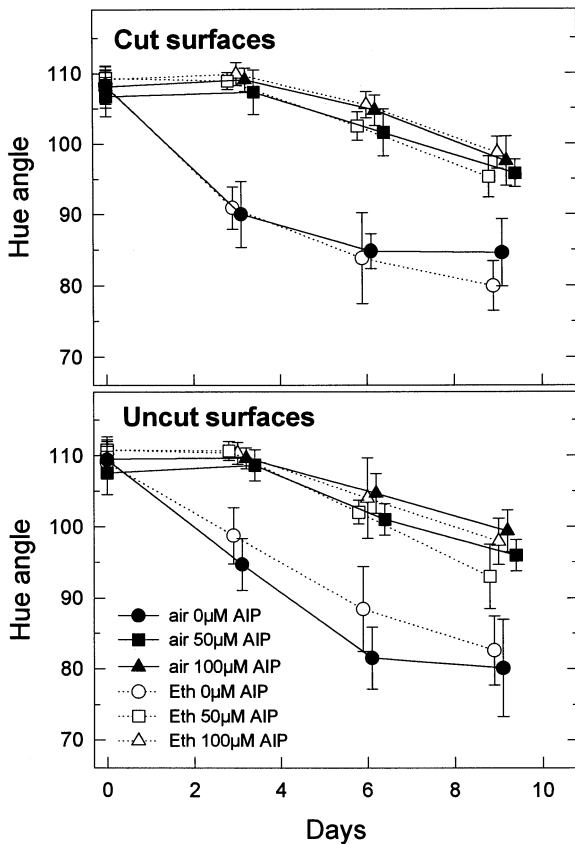 Cut surfaces
110
100
90
80
70
Hue angle
Uncut surfaces
110
100
90
80
70
Hue angle
air 0µM AIP
air 50µM AIP
air 100µM AIP
Eth 0µM AIP
Eth 50µM AIP
Eth 100µM AIP
0 2 4 6 8 10
Days